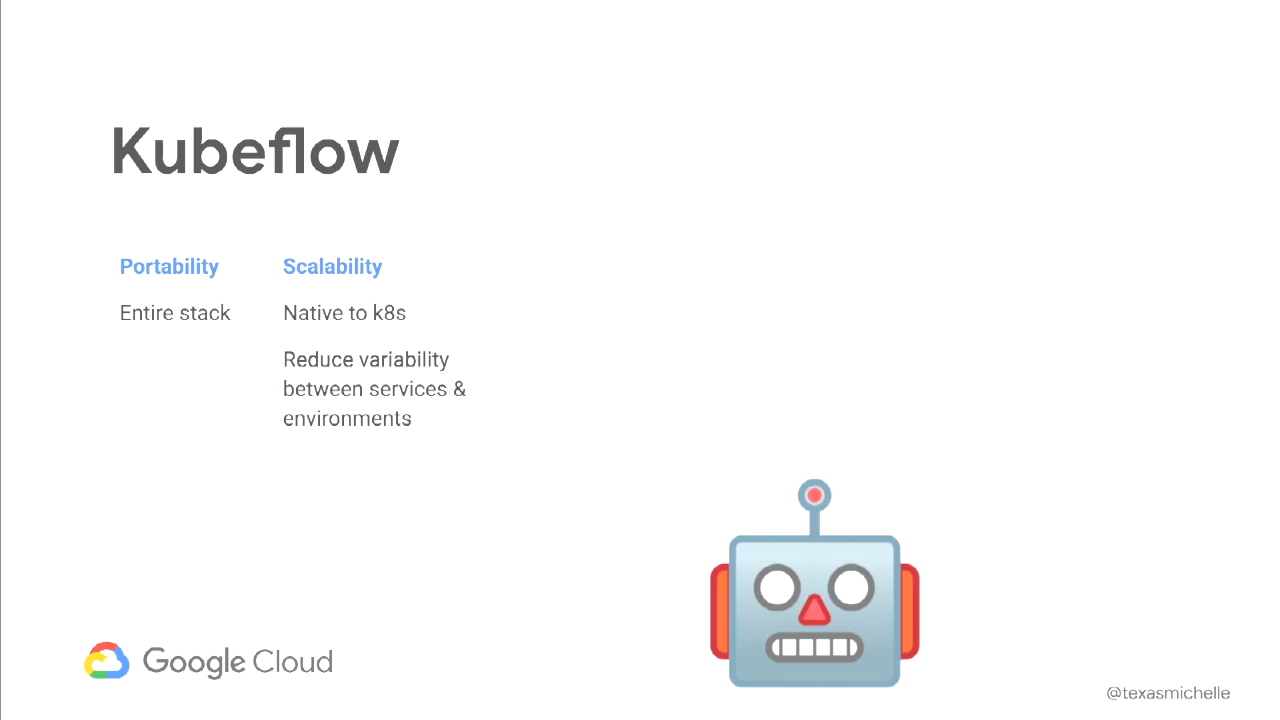 Kubeflow
Portability
Entire stack
Scalability
Native to k8s
Reduce variability
between services &
environments
Google Cloud
@texasmichelle